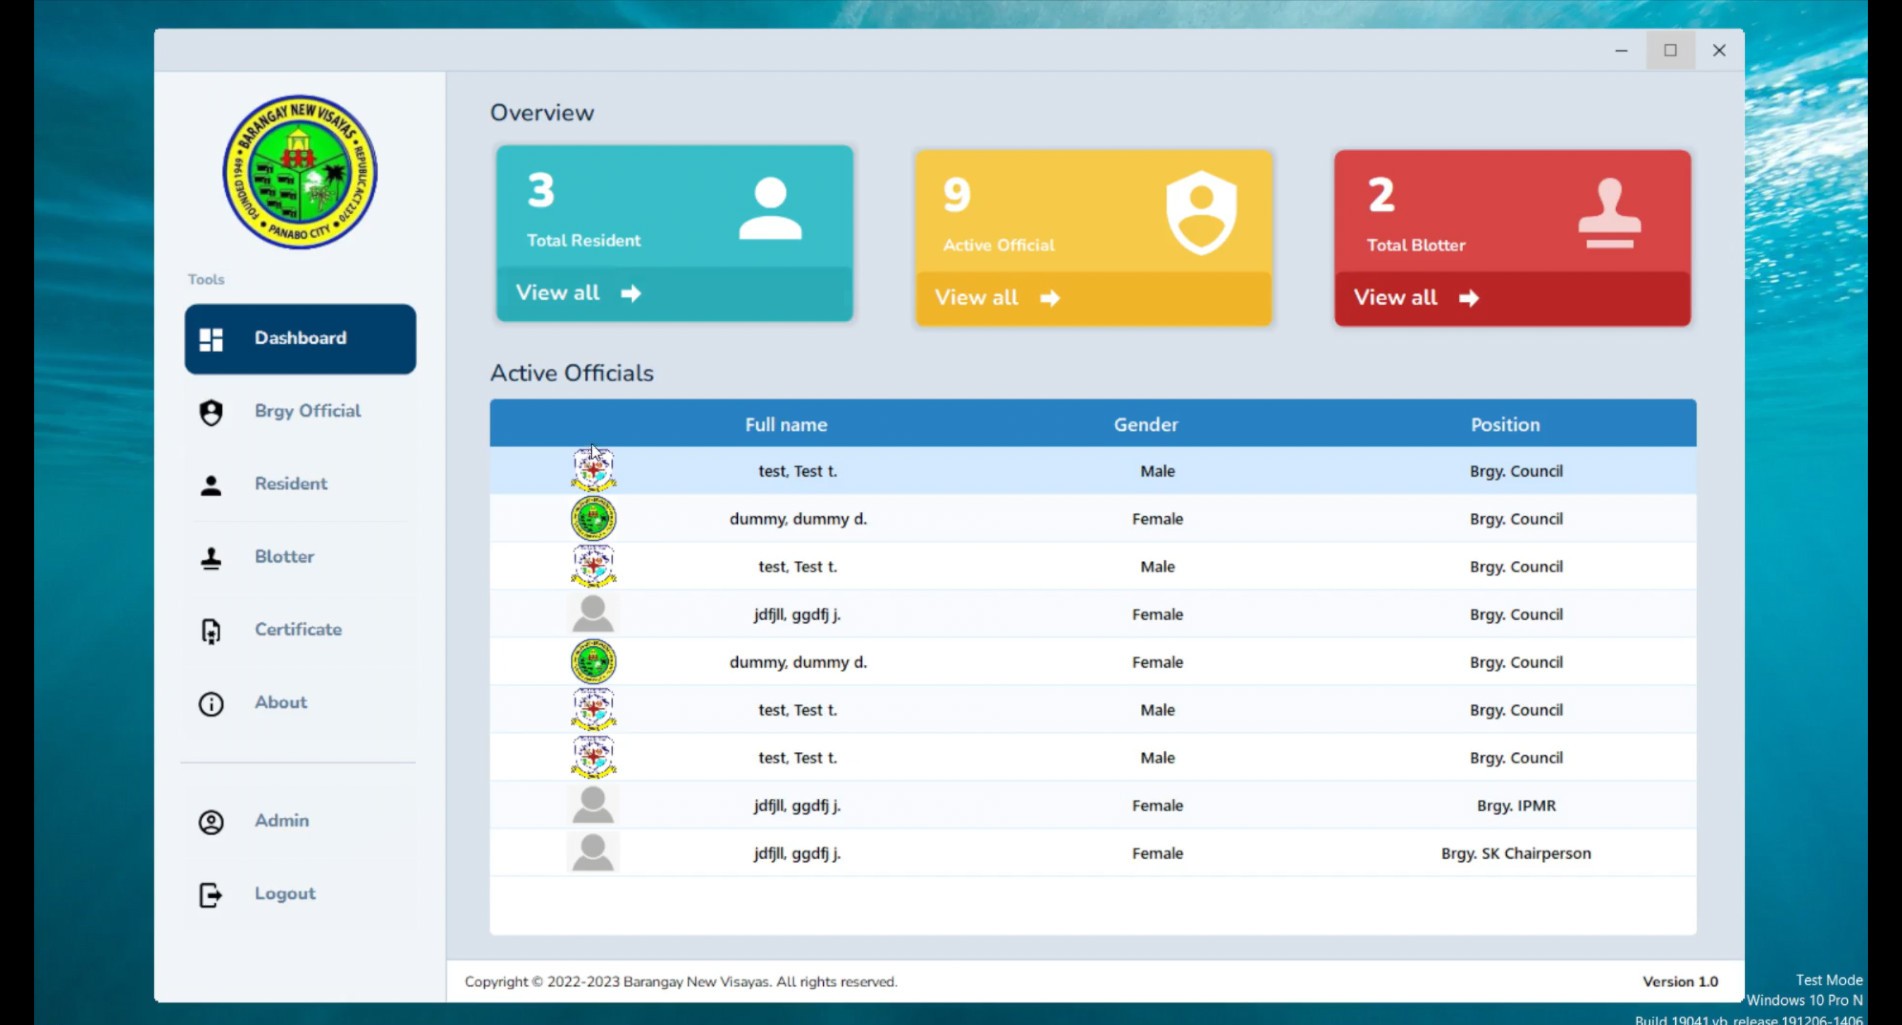 BARANGAY NEW VISAYAS
REPUBLIC ACT 2370
FOUNDED 1949
PANABO CITY
Tools
Dashboard
Brgy Official
Resident
Blotter
Certificate
About
Admin
Logout
Overview
3
Total Resident
View all
9
Active Official
View all
2
Total Blotter
View all
Active Officials
Full name Gender Position
test, Test t. Male Brgy. Council
dummy, dummy d. Female Brgy. Council
test, Test t. Male Brgy. Council
jdfjll, ggdfj j. Female Brgy. Council
dummy, dummy d. Female Brgy. Council
test, Test t. Male Brgy. Council
test, Test t. Male Brgy. Council
jdfjll, ggdfj j. Female Brgy. IPMR
jdfjll, ggdfj j. Female Brgy. SK Chairperson
Copyright © 2022-2023 Barangay New Visayas. All rights reserved.
Version 1.0
Test Mode
Windows 10 Pro N
Build 19041.vb_release.191206-1406